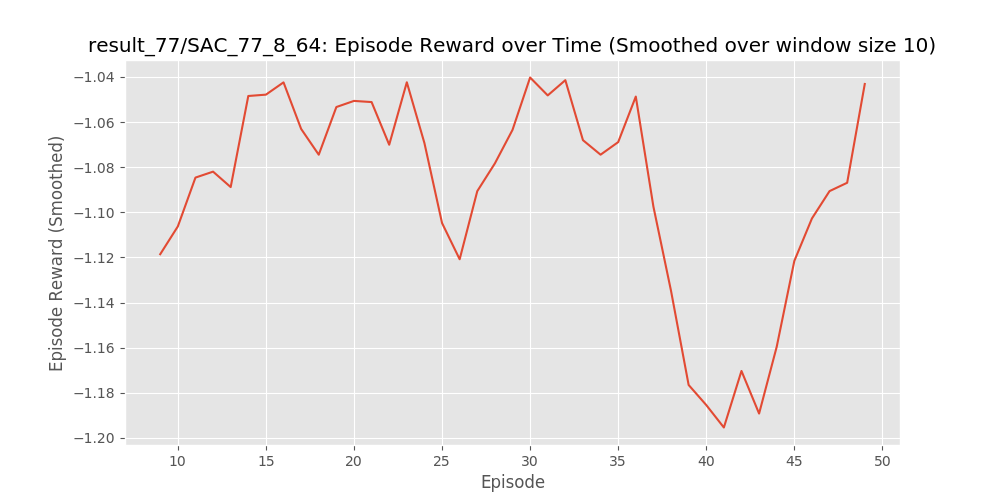 result_77/SAC_77_8_64: Episode Reward over Time (Smoothed over window size 10)
Episode Reward (Smoothed)
−1.04
−1.06
−1.08
−1.10
−1.12
−1.14
−1.16
−1.18
−1.20
10 15 20 25 30 35 40 45 50
Episode